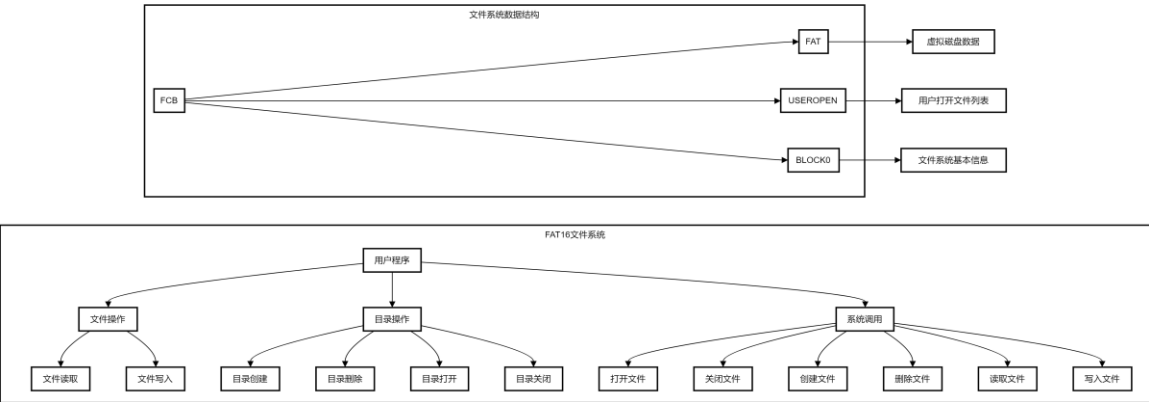 文件系统数据结构
FAT
虚拟磁盘数据
FCB
USEROPEN
用户打开文件列表
BLOCK0
文件系统基本信息
FAT16文件系统
用户程序
文件操作
目录操作
系统调用
文件读取
文件写入
目录创建
目录删除
目录打开
目录关闭
打开文件
关闭文件
创建文件
删除文件
读取文件
写入文件